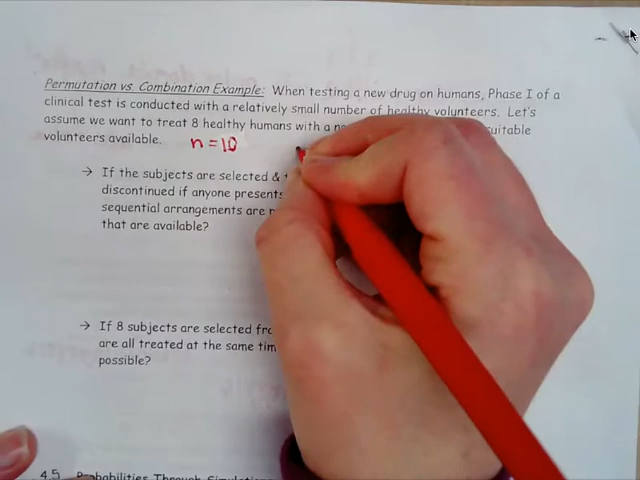 Permutation vs. Combination Example: When testing a new drug on humans, Phase I of a
clinical test is conducted with a relatively small number of healthy volunteers. Let's
assume we want to treat 8 healthy humans with a suitable
volunteers available. n = 10
→ If the subjects are selected &
discontinued if anyone presents
sequential arrangements are
that are available?
→ If 8 subjects are selected
are all treated at the same
possible?
4.5 Probabilities Through